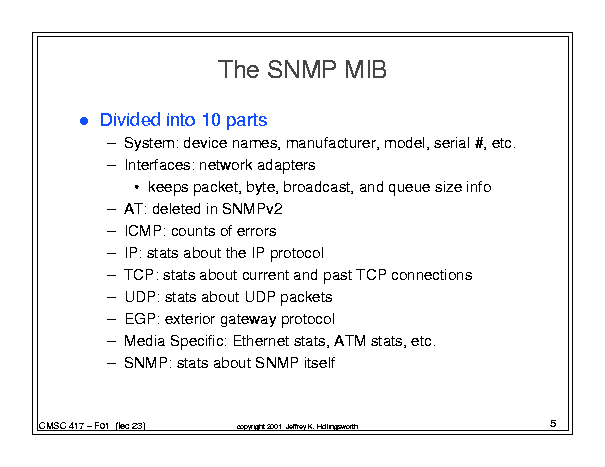 The SNMP MIB
● Divided into 10 parts
– System: device names, manufacturer, model, serial #, etc.
– Interfaces: network adapters
• keeps packet, byte, broadcast, and queue size info
– AT: deleted in SNMPv2
– ICMP: counts of errors
– IP: stats about the IP protocol
– TCP: stats about current and past TCP connections
– UDP: stats about UDP packets
– EGP: exterior gateway protocol
– Media Specific: Ethernet stats, ATM stats, etc.
– SNMP: stats about SNMP itself
CMSC 417 – F01 (lec 23)
copyright 2001 Jeffrey K. Hollingsworth
5